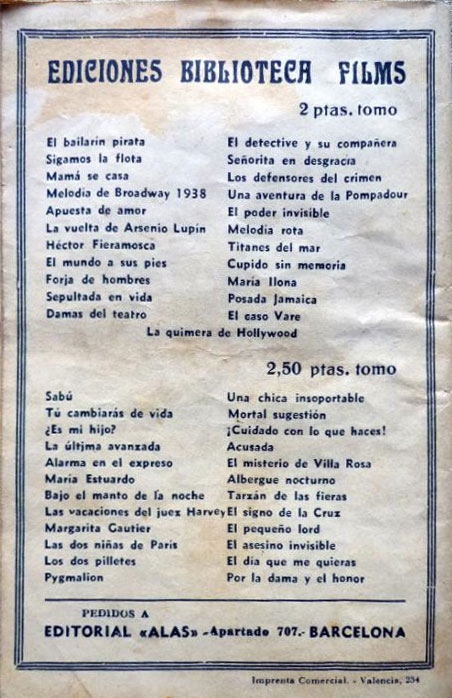 EDICIONES BIBLIOTECA FILMS
2 ptas. tomo
El bailarín pirata
Sigamos la flota
Mamá se casa
Melodia de Broadway 1938
Apuesta de amor
La vuelta de Arsenio Lupin
Héctor Fieramosca
El mundo a sus pies
Forja de hombres
Sepultada en vida
Damas del teatro
El detective y su compañera
Señorita en desgracia
Los defensores del crimen
Una aventura de la Pompadour
El poder invisible
Melodia rota
Titanes del mar
Cupido sin memoria
María Ilona
Posada Jamaica
El caso Vare
La quimera de Hollywood
2,50 ptas. tomo
Sabú
Tú cambiarás de vida
¿Es mi hijo?
La última avanzada
Alarma en el expreso
María Estuardo
Bajo el manto de la noche
Las vacaciones del juez Harvey
Margarita Gautier
Las dos niñas de París
Los dos pilletes
Pygmalion
Una chica insoportable
Mortal sugestión
¡Cuidado con lo que haces!
Acusada
El misterio de Villa Rosa
Albergue nocturno
Tarzán de las fieras
El signo de la Cruz
El pequeño lord
El asesino invisible
El día que me quieras
Por la dama y el honor
PEDIDOS A
EDITORIAL «ALAS» - Apartado 707.- BARCELONA
Imprenta Comercial. - Valencia, 234